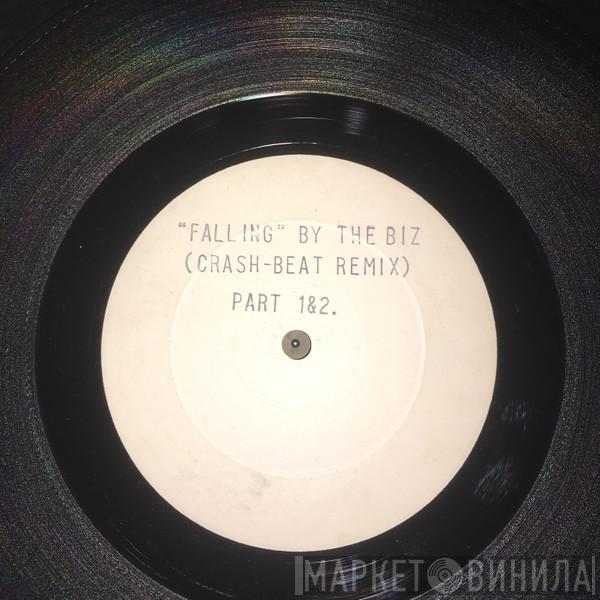 "FALLING" BY THE BIZ
(CRASH-BEAT REMIX)
PART 1&2.
МАРКЕТ ВИНИЛА